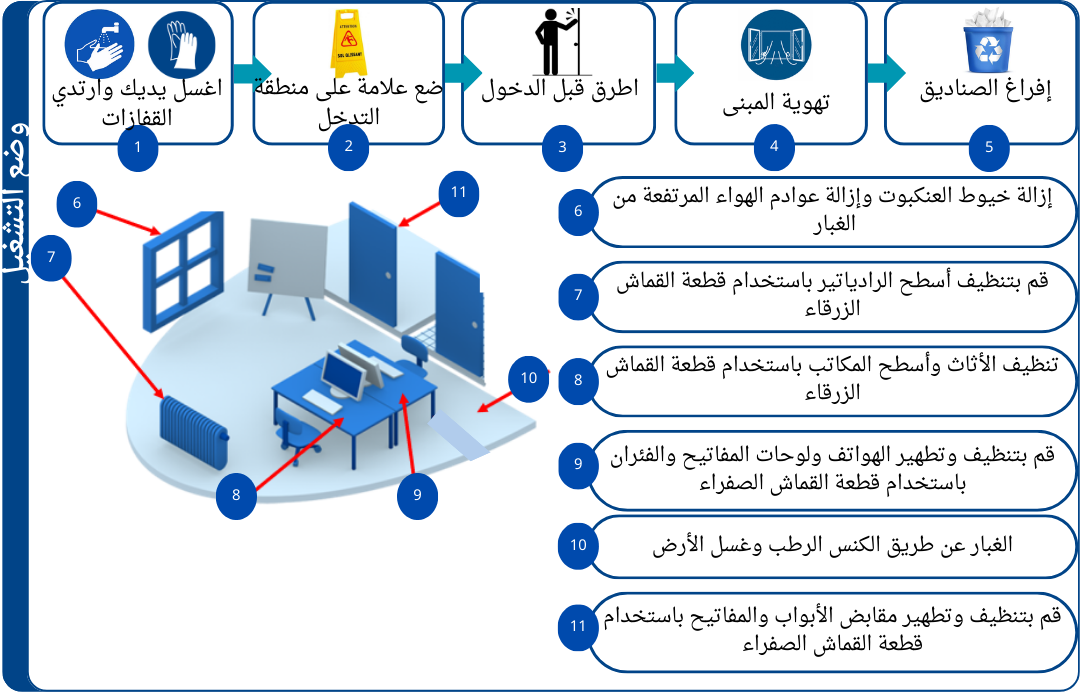 وضع التشغيل
اغسل يديك وارتدي
القفازات
1
ضع علامة على منطقة
التدخل
2
اطرق قبل الدخول
3
تهوية المبنى
4
إفراغ الصناديق
5
6
7
11
10
8
9
6
إزالة خيوط العنكبوت وإزالة عوادم الهواء المرتفعة من
الغبار
7
قم بتنظيف أسطح الرادياتير باستخدام قطعة القماش
الزرقاء
8
تنظيف الأثاث وأسطح المكاتب باستخدام قطعة القماش
الزرقاء
9
قم بتنظيف وتطهير الهواتف ولوحات المفاتيح والفئران
باستخدام قطعة القماش الصفراء
10
الغبار عن طريق الكنس الرطب وغسل الأرض
11
قم بتنظيف وتطهير مقابض الأبواب والمفاتيح باستخدام
قطعة القماش الصفراء